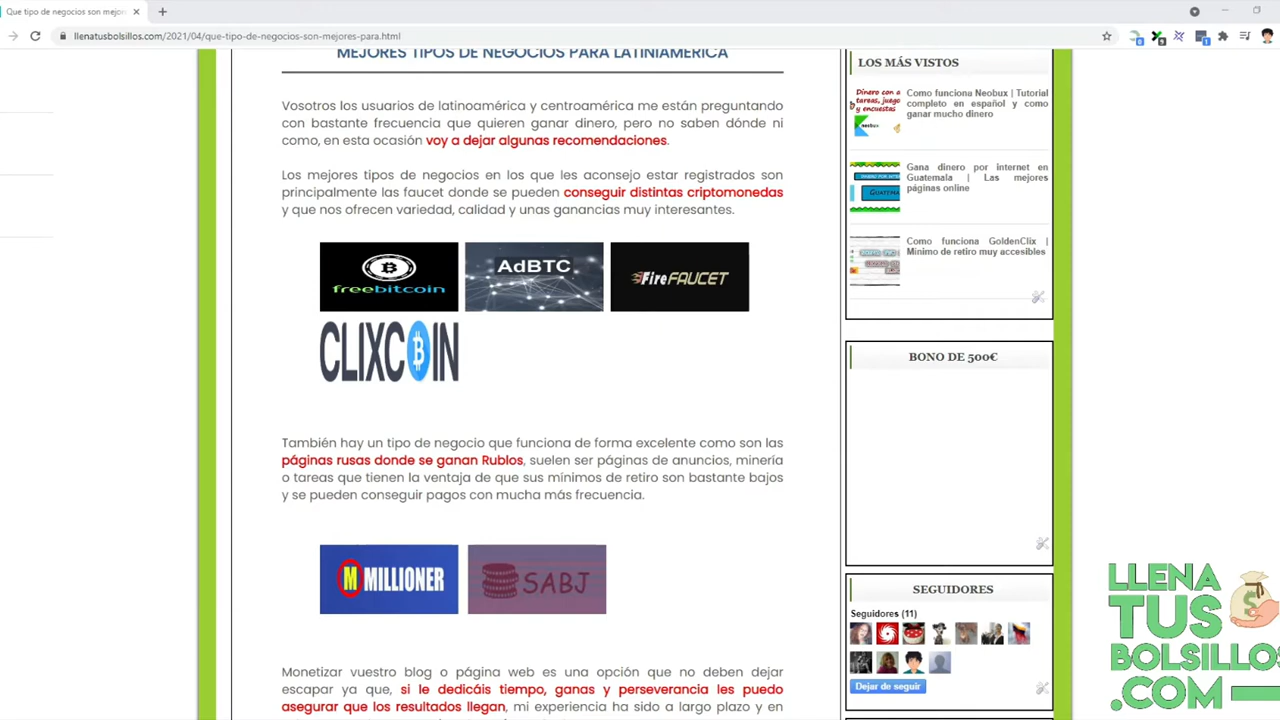 Que tipo de negocios son mejor
llenatusbolsillos.com/2021/04/que-tipo-de-negocios-son-mejores-para.html
MEJORES TIPOS DE NEGOCIOS PARA LATINIAMÉRICA
Vosotros los usuarios de latinoamérica y centroamérica me están preguntando
con bastante frecuencia que quieren ganar dinero, pero no saben dónde ni
como, en esta ocasión voy a dejar algunas recomendaciones.
Los mejores tipos de negocios en los que les aconsejo estar registrados son
principalmente las faucet donde se pueden conseguir distintas criptomonedas
y que nos ofrecen variedad, calidad y unas ganancias muy interesantes.
freebitcoin
AdBTC
FireFAUCET
CLIXCOIN
También hay un tipo de negocio que funciona de forma excelente como son las
páginas rusas donde se ganan Rublos, suelen ser páginas de anuncios, minería
o tareas que tienen la ventaja de que sus mínimos de retiro son bastante bajos
y se pueden conseguir pagos con mucha más frecuencia.
M MILLIONER
SABJ
Monetizar vuestro blog o página web es una opción que no deben dejar
escapar ya que, si le dedicáis tiempo, ganas y perseverancia les puedo
asegurar que los resultados llegan, mi experiencia ha sido a largo plazo y en
LOS MÁS VISTOS
Dinero con
tareas, juego
y encuestas
neobux
Como funciona Neobux | Tutorial
completo en español y como
ganar mucho dinero
Gana dinero por internet en
Guatemala | Las mejores
páginas online
Como funciona GoldenClix |
Minimo de retiro muy accesibles
BONO DE 500€
SEGUIDORES
Seguidores (11)
Dejar de seguir
LLENA
TUS
BOLSILLOS
.COM